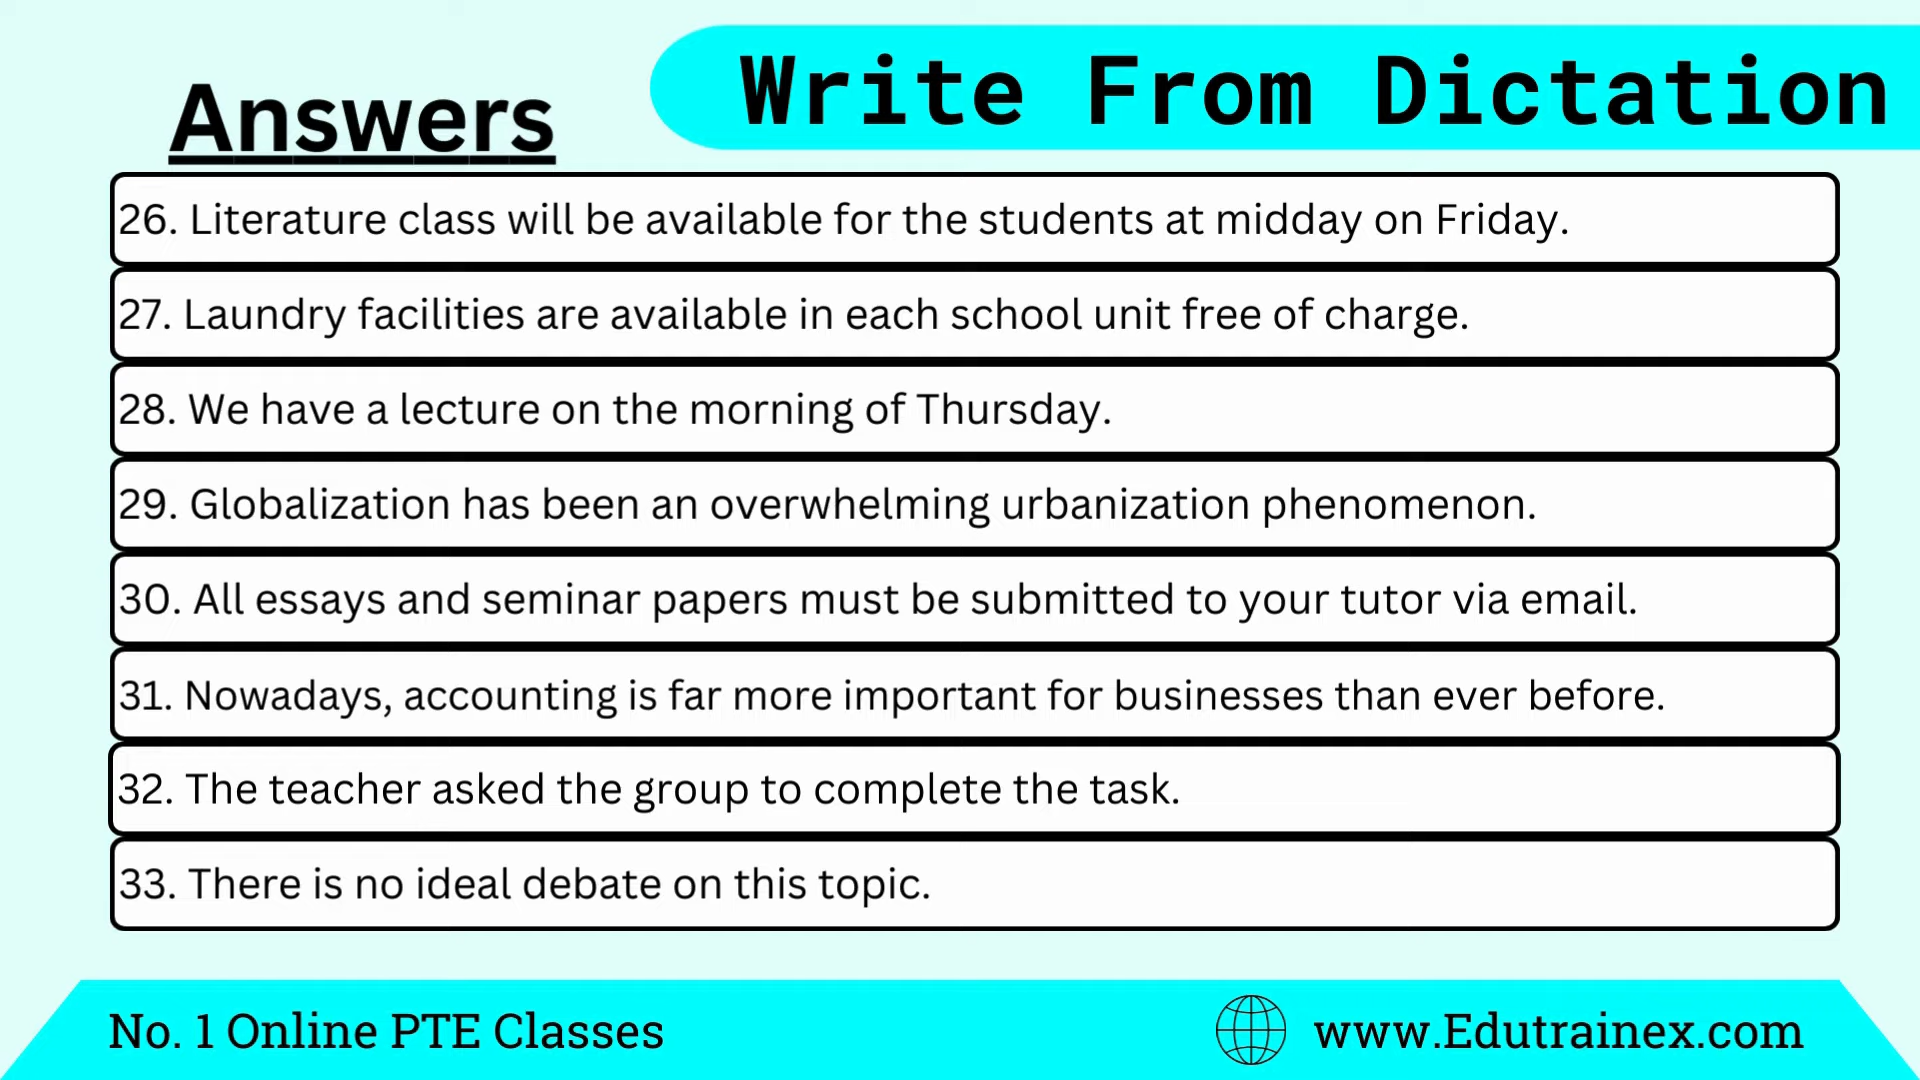 Answers
Write From Dictation
26. Literature class will be available for the students at midday on Friday.
27. Laundry facilities are available in each school unit free of charge.
28. We have a lecture on the morning of Thursday.
29. Globalization has been an overwhelming urbanization phenomenon.
30. All essays and seminar papers must be submitted to your tutor via email.
31. Nowadays, accounting is far more important for businesses than ever before.
32. The teacher asked the group to complete the task.
33. There is no ideal debate on this topic.
No. 1 Online PTE Classes
www.Edutrainex.com